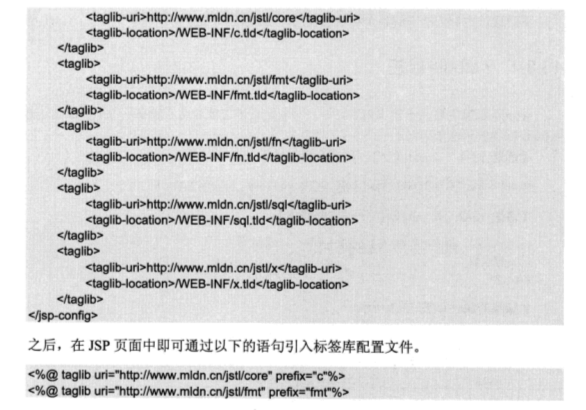 <taglib-uri>http://www.mldn.cn/jstl/core</taglib-uri>
<taglib-location>/WEB-INF/c.tld</taglib-location>
</taglib>
<taglib>
<taglib-uri>http://www.mldn.cn/jstl/fmt</taglib-uri>
<taglib-location>/WEB-INF/fmt.tld</taglib-location>
</taglib>
<taglib>
<taglib-uri>http://www.mldn.cn/jstl/fn</taglib-uri>
<taglib-location>/WEB-INF/fn.tld</taglib-location>
</taglib>
<taglib>
<taglib-uri>http://www.mldn.cn/jstl/sql</taglib-uri>
<taglib-location>/WEB-INF/sql.tld</taglib-location>
</taglib>
<taglib>
<taglib-uri>http://www.mldn.cn/jstl/x</taglib-uri>
<taglib-location>/WEB-INF/x.tld</taglib-location>
</taglib>
</jsp-config>
之后，在 JSP 页面中即可通过以下的语句引入标签库配置文件。
<%@ taglib uri="http://www.mldn.cn/jstl/core" prefix="c"%>
<%@ taglib uri="http://www.mldn.cn/jstl/fmt" prefix="fmt"%>